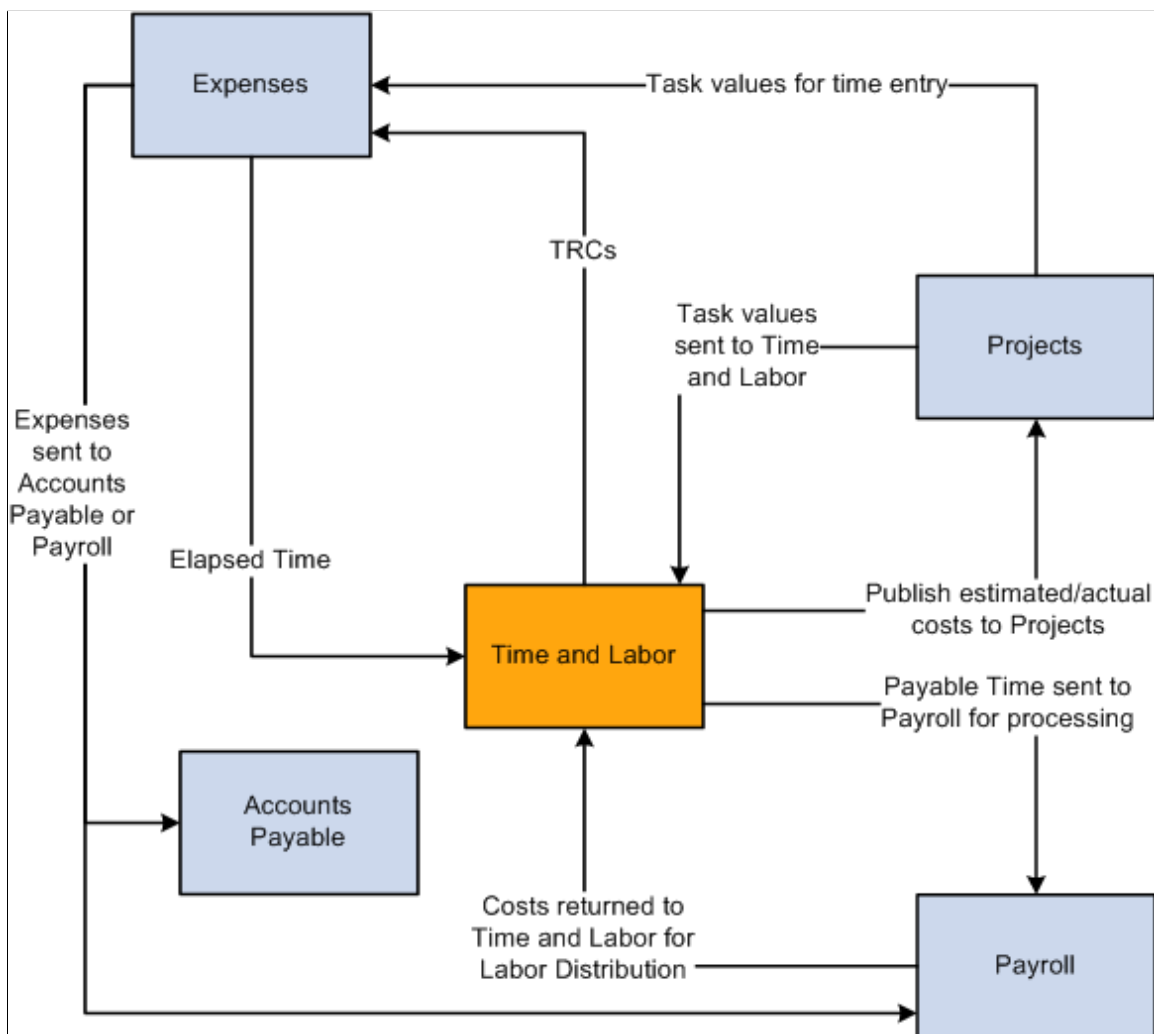 Expenses
Task values for time entry
TRCs
Task values
sent to Time
and Labor
Projects
Expenses
sent to
Accounts
Payable or
Payroll
Elapsed Time
Time and Labor
Publish estimated/actual
costs to Projects
Payable Time sent to
Payroll for processing
Accounts
Payable
Costs returned to
Time and Labor for
Labor Distribution
Payroll